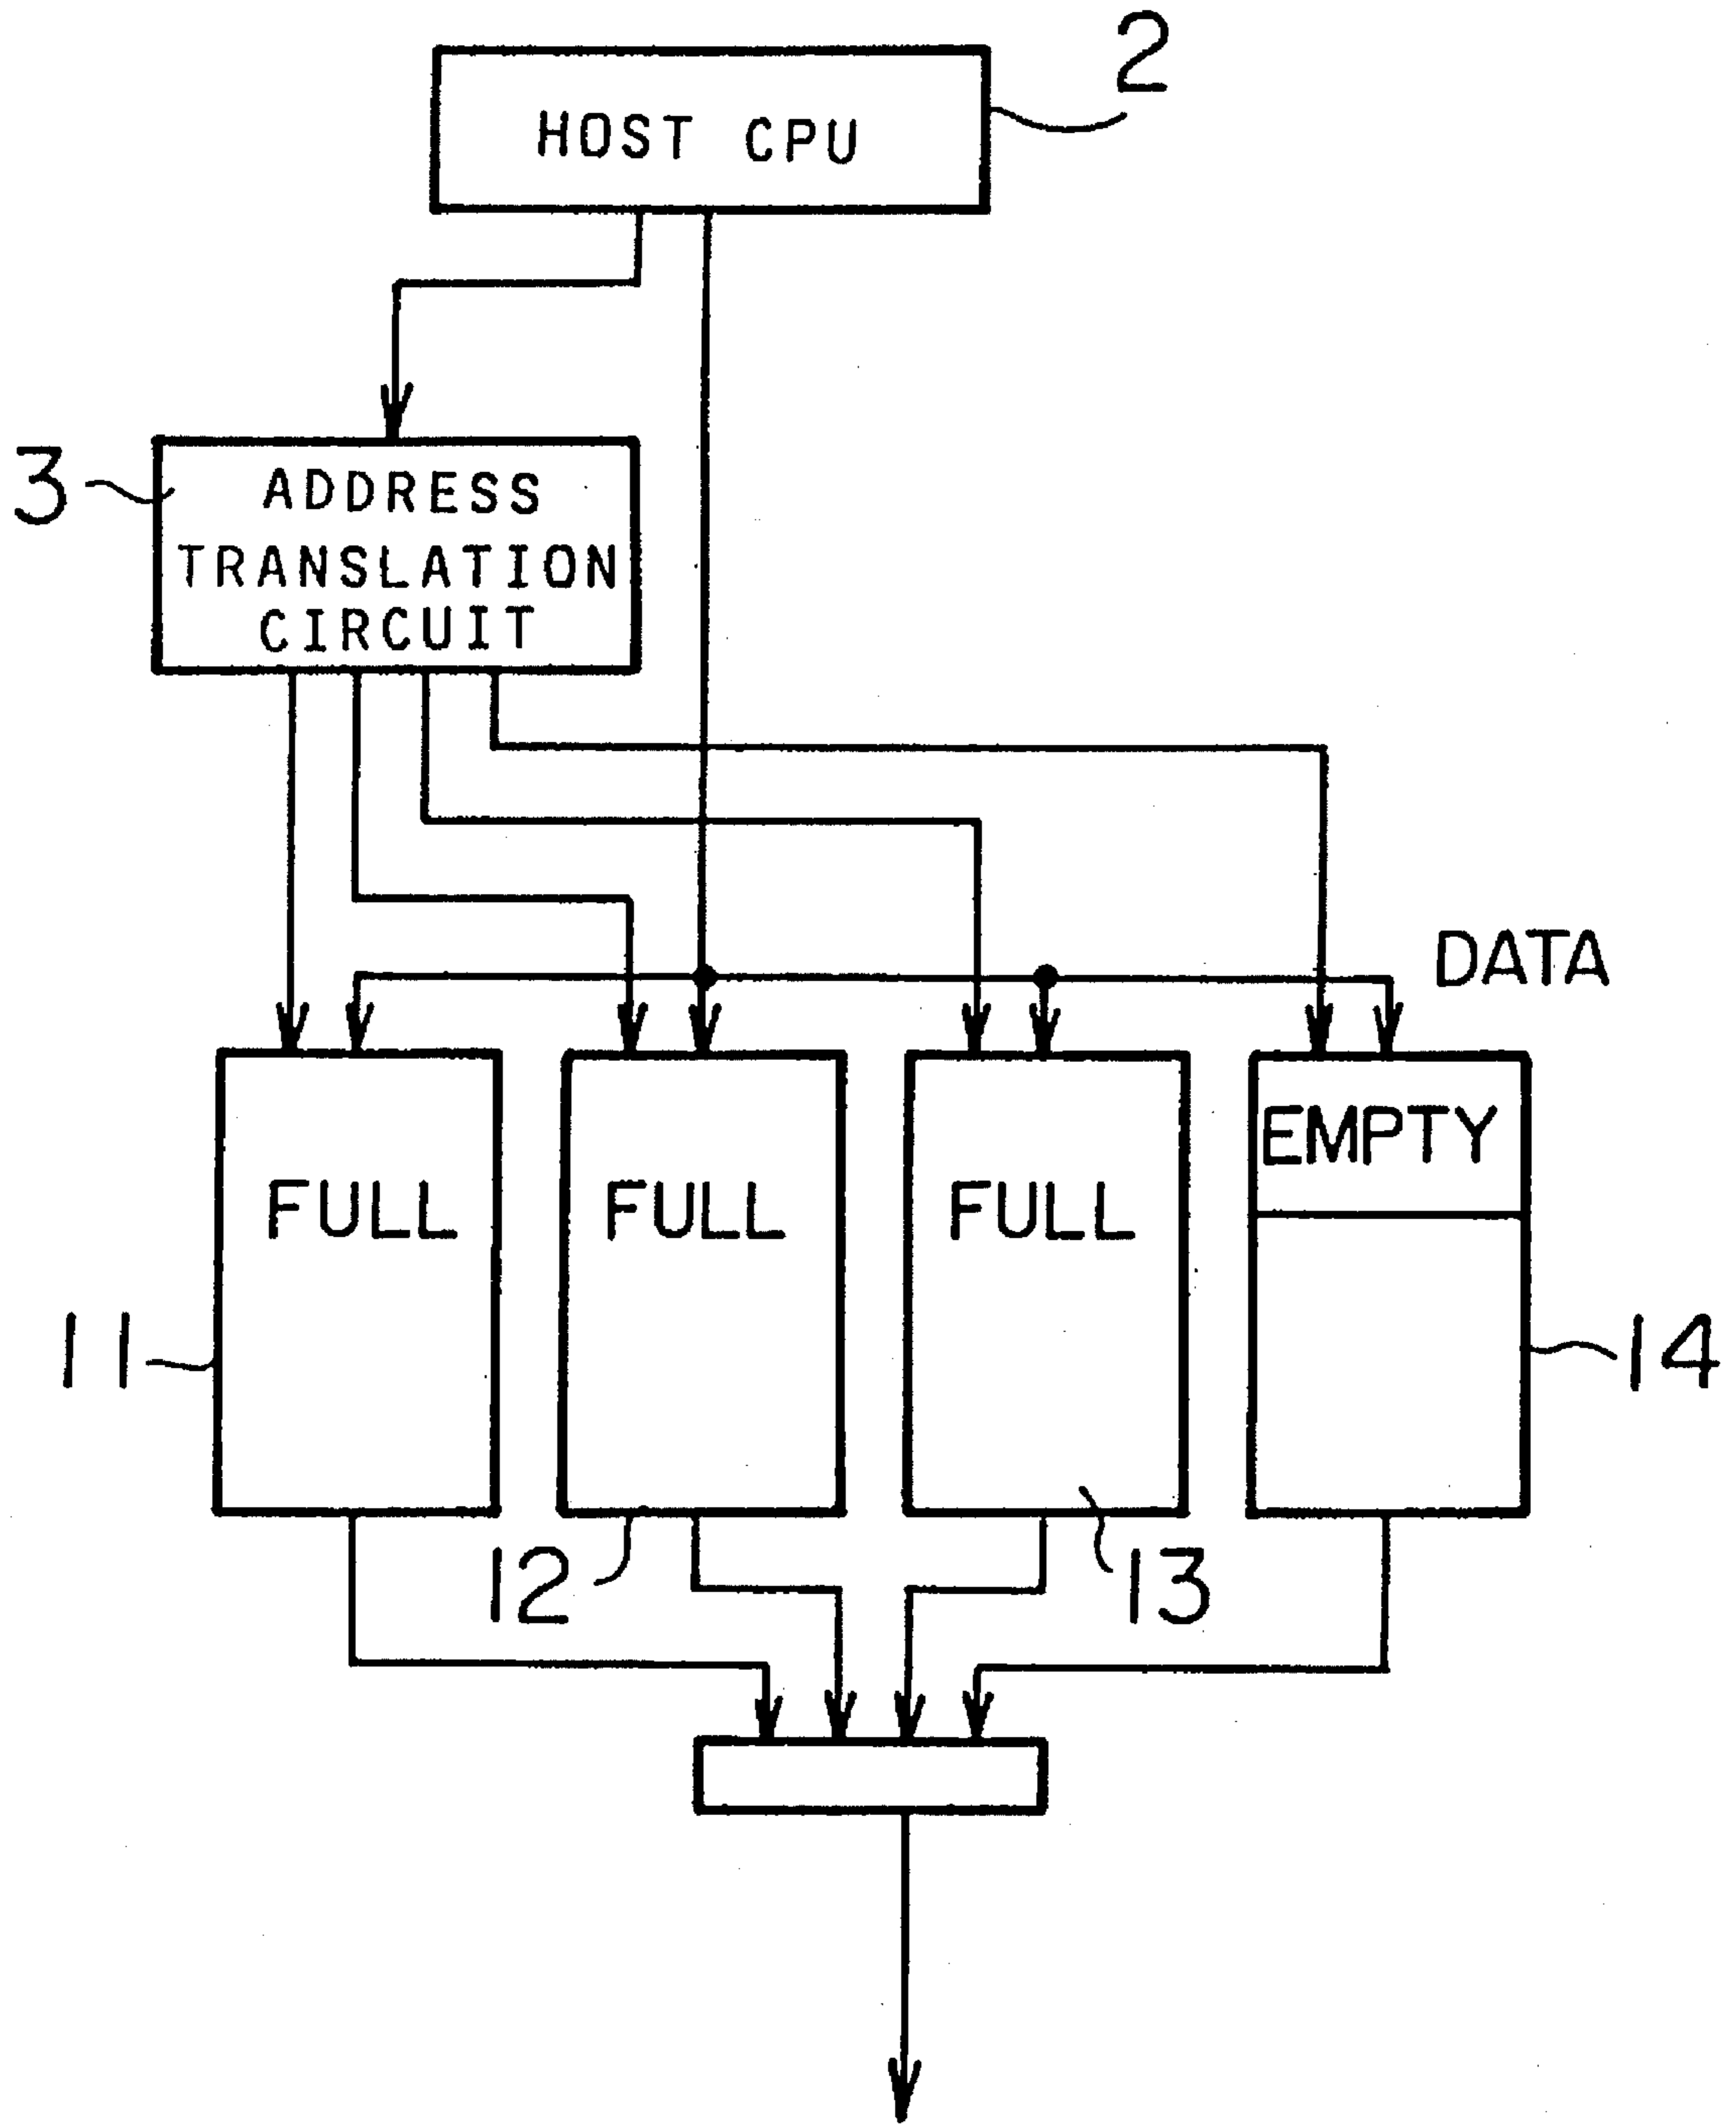 2
HOST CPU
3
ADDRESS
TRANSLATION
CIRCUIT
DATA
FULL
FULL
FULL
EMPTY
11
14
12
13